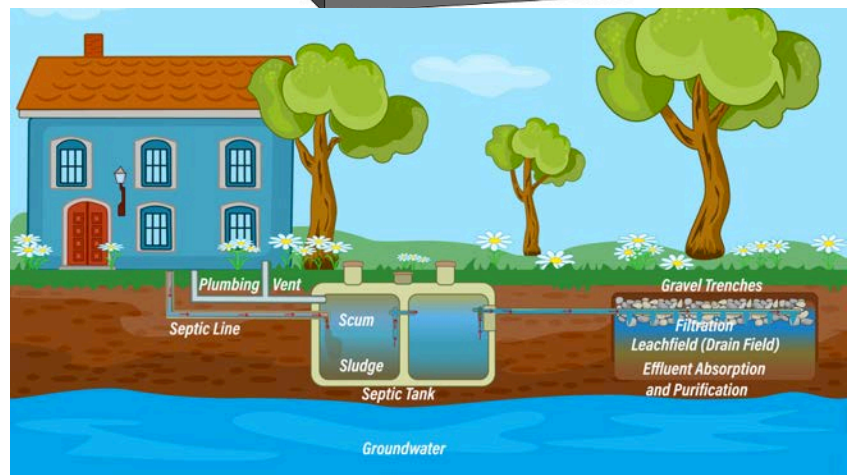 Plumbing Vent
Gravel Trenches
Septic Line
Scum
Filtration
Leachfield (Drain Field)
Sludge
Effluent Absorption
and Purification
Septic Tank
Groundwater